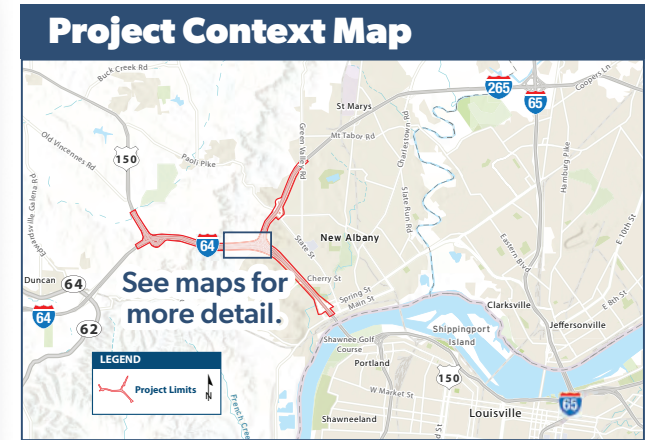 Project Context Map
Buck Creek Rd
Coopers Ln
265
65
St Marys
Mt Tabor Rd
Charlestown Rd
Green Valley Rd
Old Vincennes Rd
150
Paoli Pike
Hamburg Pike
Edwardsville Galena Rd
Slate Run Rd
E 10th St
64
State St
New Albany
Eastern Blvd
See maps for
more detail.
Cherry St
Duncan
64
Spring St
Main St
E 8th St
64
Clarksville
Jeffersonville
62
Shippingport
Island
Shawnee Golf
Course
LEGEND
Project Limits
N
Portland
150
W Market St
French Cree
Shawneeland
Louisville
65
d St